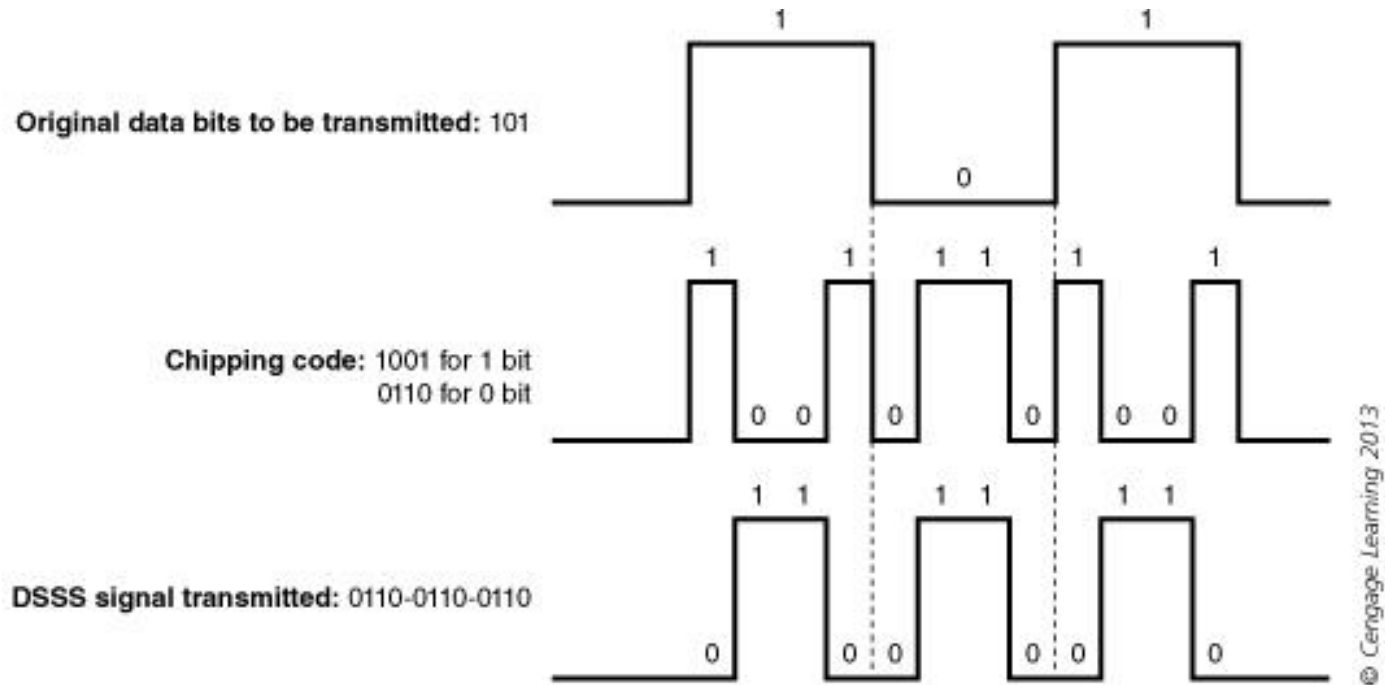 1 1
Original data bits to be transmitted: 101
0
1 1 1 1 1 1
Chipping code: 1001 for 1 bit
0110 for 0 bit
0 0 0 0 0 0
1 1 1 1 1 1
DSSS signal transmitted: 0110-0110-0110
0 0 0 0 0 0
© Cengage Learning 2013